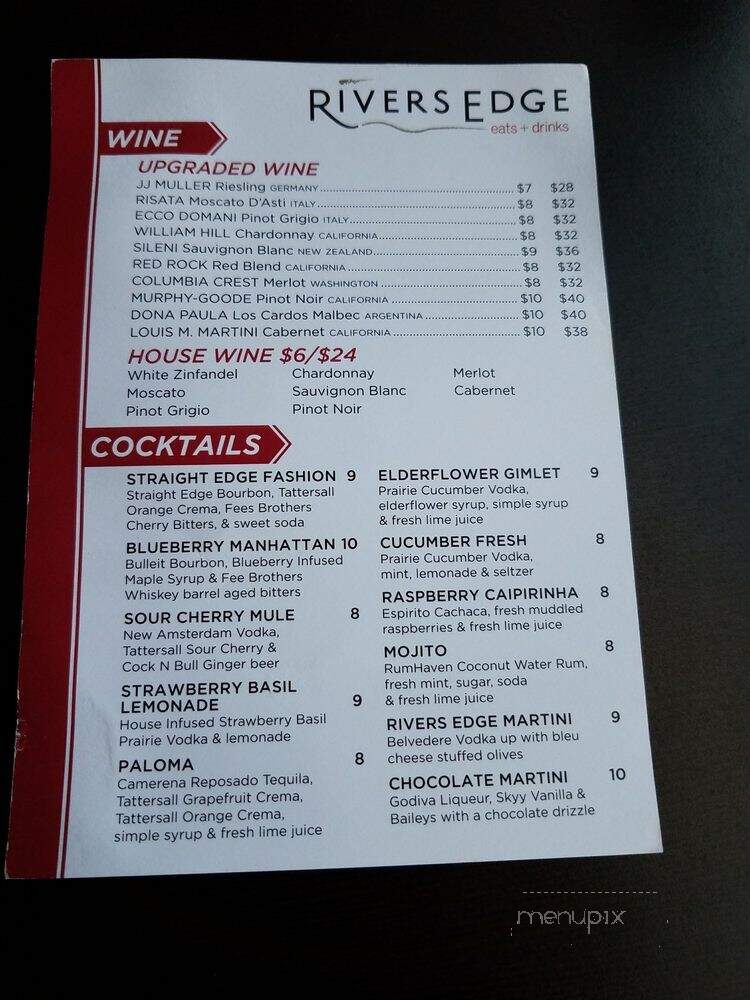 RIVERS EDGE
eats + drinks
WINE
UPGRADED WINE
JJ MULLER Riesling GERMANY $7 $28
RISATA Moscato D'Asti ITALY $8 $32
ECCO DOMANI Pinot Grigio ITALY $8 $32
WILLIAM HILL Chardonnay CALIFORNIA $8 $32
SILENI Sauvignon Blanc NEW ZEALAND $9 $36
RED ROCK Red Blend CALIFORNIA $8 $32
COLUMBIA CREST Merlot WASHINGTON $8 $32
MURPHY-GOODE Pinot Noir CALIFORNIA $10 $40
DONA PAULA Los Cardos Malbec ARGENTINA $10 $40
LOUIS M. MARTINI Cabernet CALIFORNIA $10 $38
HOUSE WINE $6/$24
White Zinfandel
Moscato
Pinot Grigio
Chardonnay
Sauvignon Blanc
Pinot Noir
Merlot
Cabernet
COCKTAILS
STRAIGHT EDGE FASHION 9
Straight Edge Bourbon, Tattersall
Orange Crema, Fees Brothers
Cherry Bitters, & sweet soda
BLUEBERRY MANHATTAN 10
Bulleit Bourbon, Blueberry Infused
Maple Syrup & Fee Brothers
Whiskey barrel aged bitters
SOUR CHERRY MULE 8
New Amsterdam Vodka,
Tattersall Sour Cherry &
Cock N Bull Ginger beer
STRAWBERRY BASIL
LEMONADE 9
House Infused Strawberry Basil
Prairie Vodka & lemonade
PALOMA 8
Camerena Reposado Tequila,
Tattersall Grapefruit Crema,
Tattersall Orange Crema,
simple syrup & fresh lime juice
ELDERFLOWER GIMLET 9
Prairie Cucumber Vodka,
elderflower syrup, simple syrup
& fresh lime juice
CUCUMBER FRESH 8
Prairie Cucumber Vodka,
mint, lemonade & seltzer
RASPBERRY CAIPIRINHA 8
Espirito Cachaca, fresh muddled
raspberries & fresh lime juice
MOJITO 8
RumHaven Coconut Water Rum,
fresh mint, sugar, soda
& fresh lime juice
RIVERS EDGE MARTINI 9
Belvedere Vodka up with bleu
cheese stuffed olives
CHOCOLATE MARTINI 10
Godiva Liqueur, Skyy Vanilla &
Baileys with a chocolate drizzle
menupix